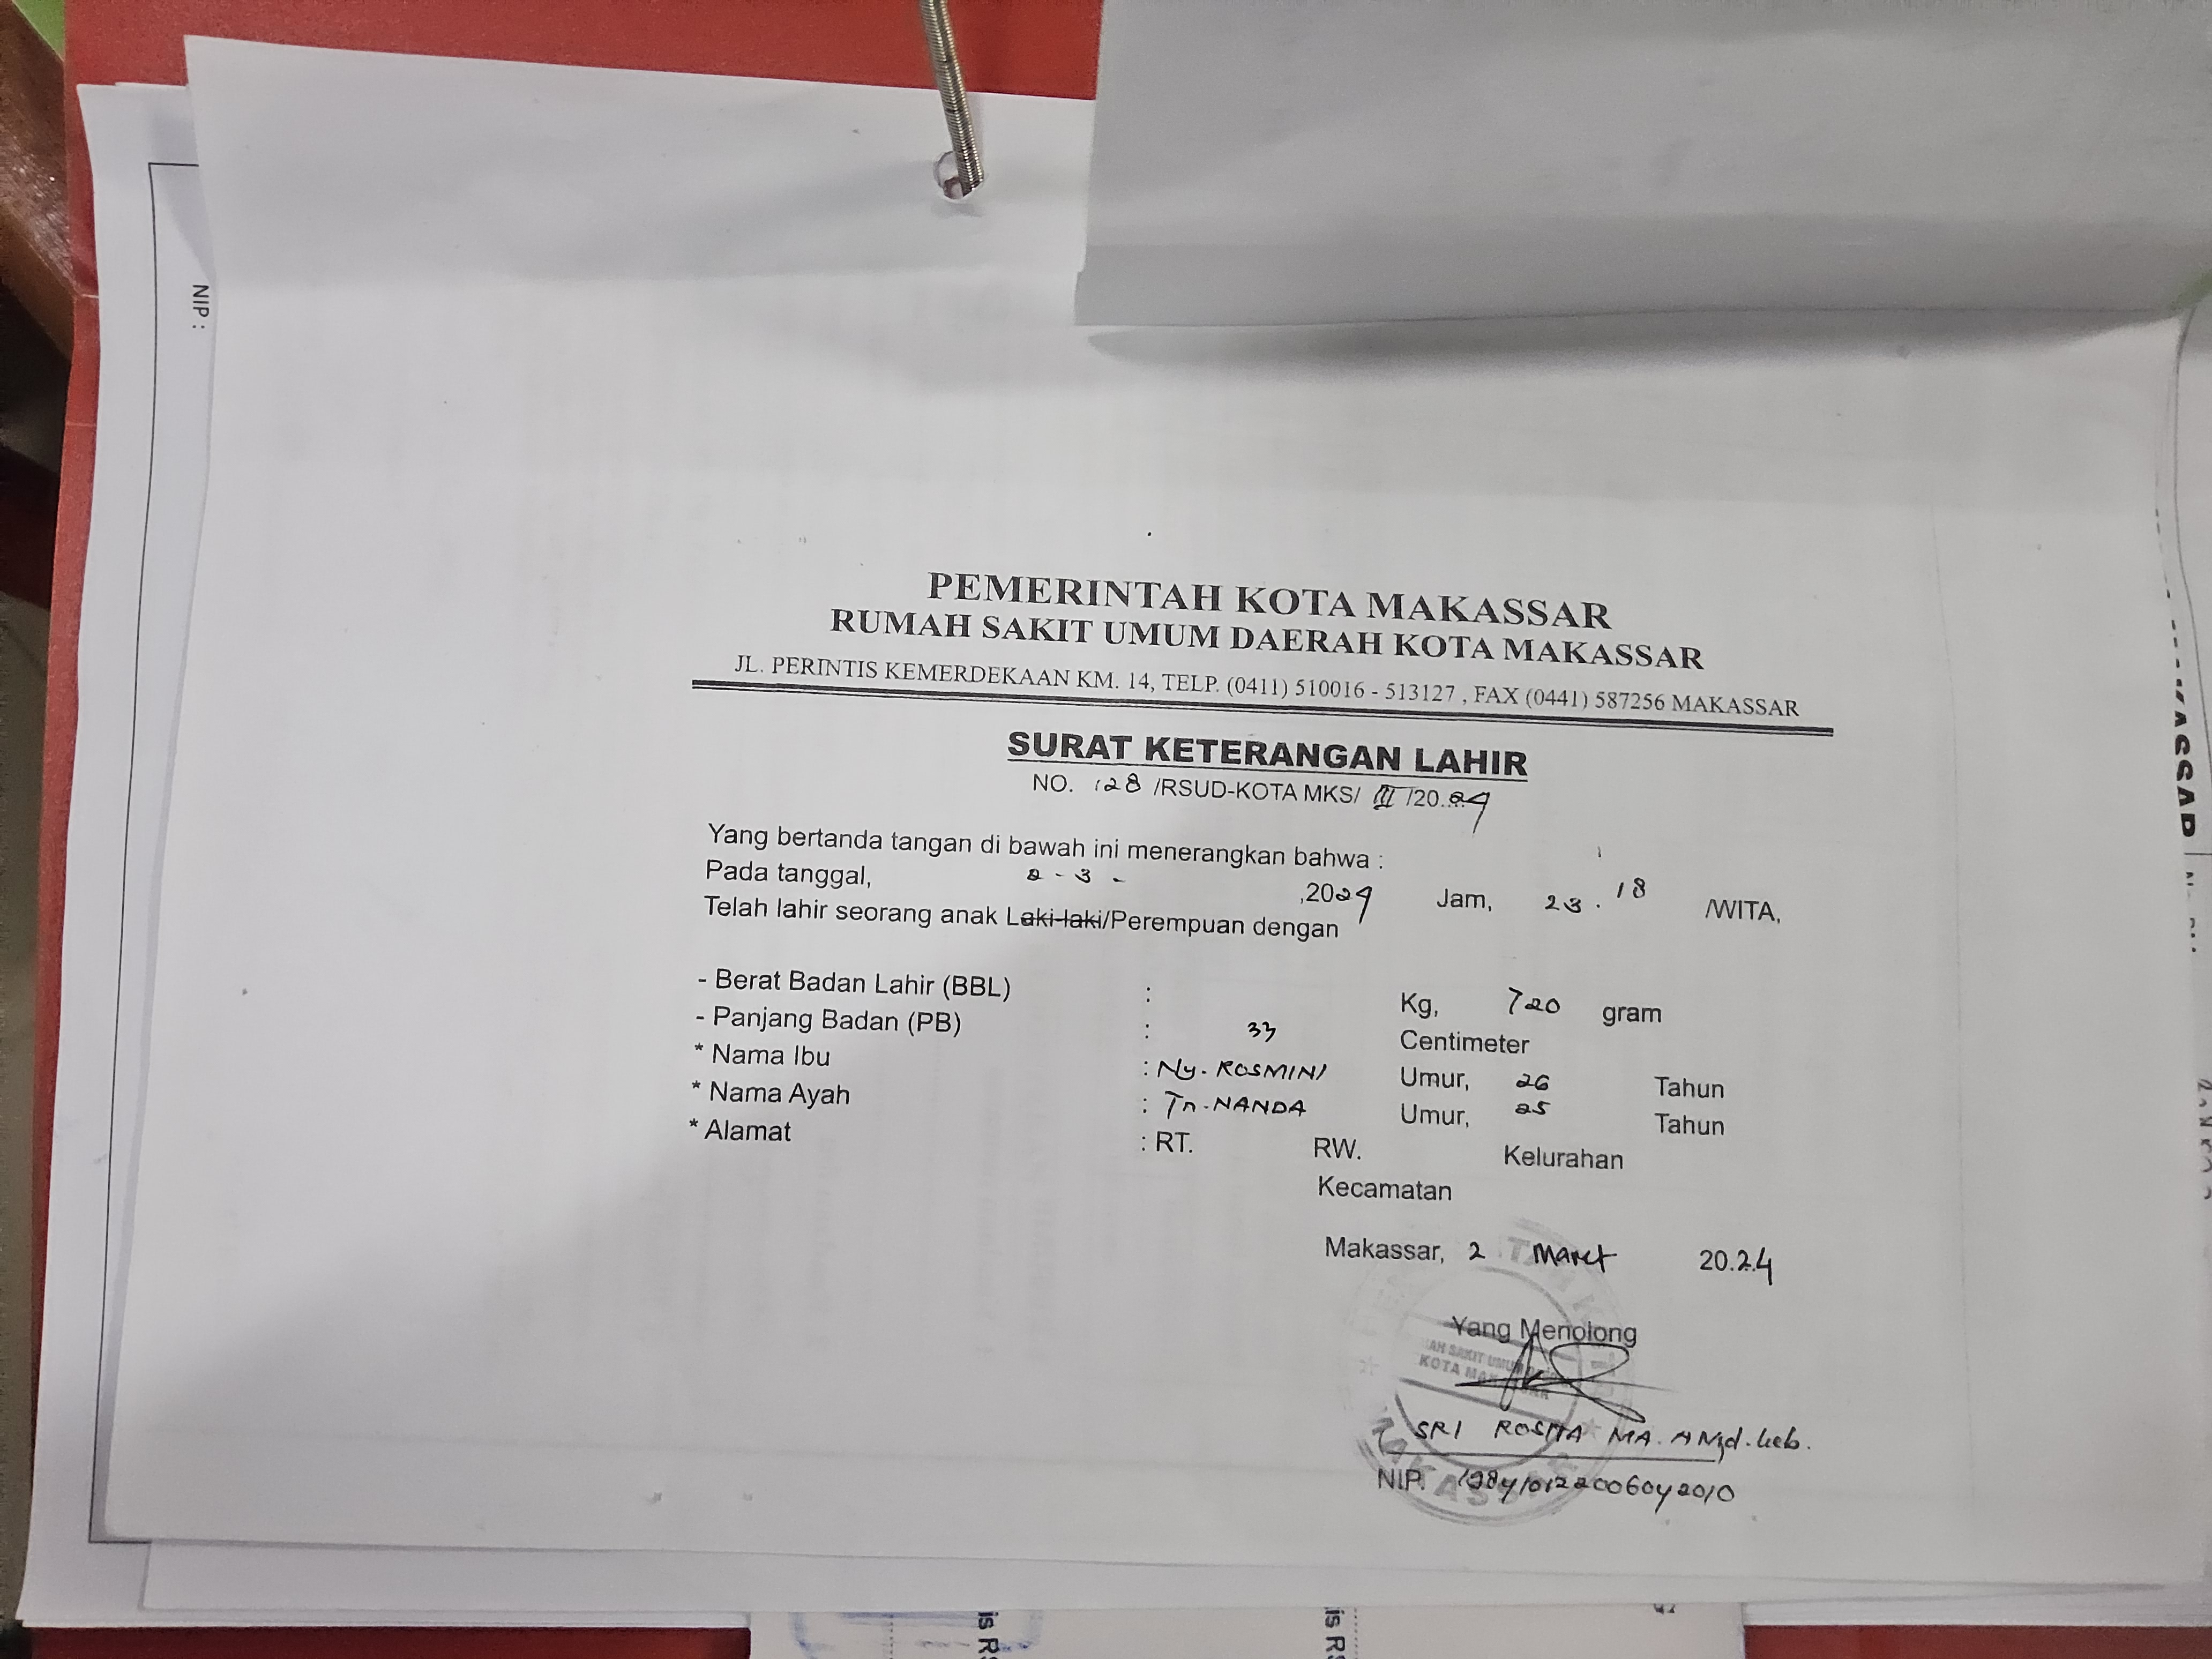 NIP :
PEMERINTAH KOTA MAKASSAR
RUMAH SAKIT UMUM DAERAH KOTA MAKASSAR
JL. PERINTIS KEMERDEKAAN KM. 14, TELP. (0411) 510016 - 513127 , FAX (0441) 587256 MAKASSAR
SURAT KETERANGAN LAHIR
NO. 128 /RSUD-KOTA MKS/ III /20.24
Yang bertanda tangan di bawah ini menerangkan bahwa :
Pada tanggal, 2 - 3 - ,2024 Jam, 23 . 18 /WITA,
Telah lahir seorang anak Laki-laki/Perempuan dengan
- Berat Badan Lahir (BBL) : Kg, 720 gram
- Panjang Badan (PB) : 33 Centimeter
* Nama Ibu : Ny. ROSMINI Umur, 26 Tahun
* Nama Ayah : Tn. NANDA Umur, 25 Tahun
* Alamat : RT. RW. Kelurahan
Kecamatan
Makassar, 2 Maret 20.24
Yang Menolong
KOTA MAKASSAR
SRI ROSITA MA.
NIP. 198410122006042010
MAKASSAR
is RS
is RS